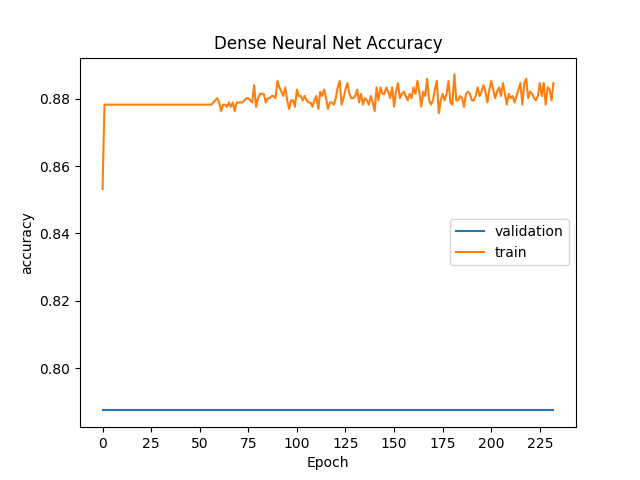 Dense Neural Net Accuracy
accuracy
0.88
0.86
0.84
0.82
0.80
validation
train
0 25 50 75 100 125 150 175 200 225
Epoch